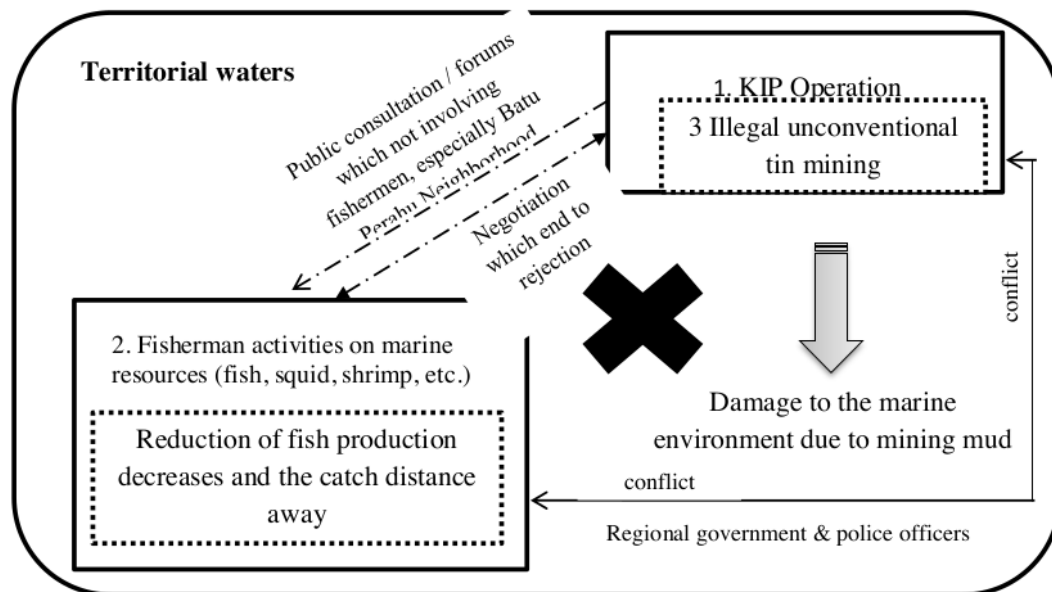 Territorial waters
Public consultation / forums
which not involving
fishermen, especially Batu
Perahu Neighborhood
Negotiation
which end to
rejection
1. KIP Operation
3 Illegal unconventional
tin mining
conflict
2. Fisherman activities on marine
resources (fish, squid, shrimp, etc.)
Reduction of fish production
decreases and the catch distance
away
Damage to the marine
environment due to mining mud
conflict
Regional government & police officers